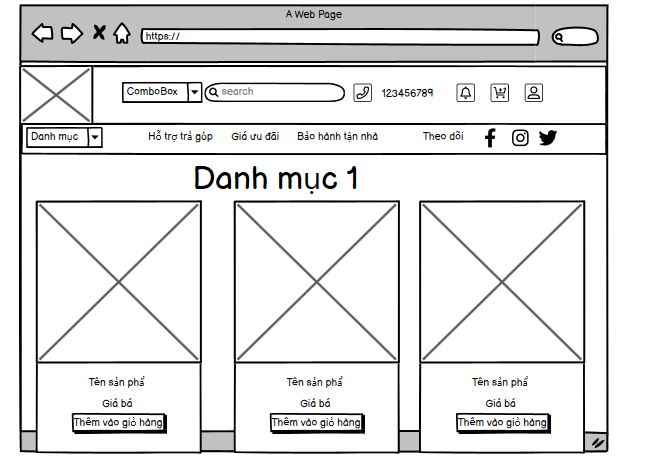 A Web Page
https://
ComboBox search 123456789
Danh mục Hỗ trợ trả góp Giá ưu đãi Bảo hành tận nhà Theo dõi
Danh mục 1
Tên sản phẩ Tên sản phẩ Tên sản phẩ
Giá bá Giá bá Giá bá
Thêm vào giỏ hàng Thêm vào giỏ hàng Thêm vào giỏ hàng